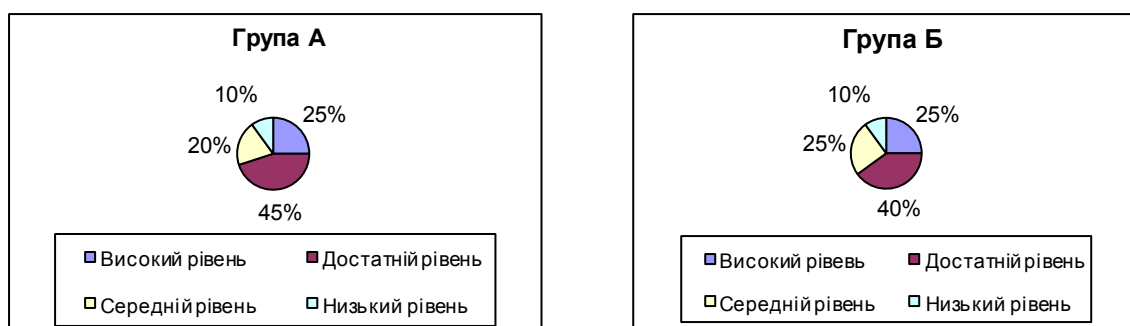 Група А
10%
25%
20%
45%
Високий рівень
Достатній рівень
Середній рівень
Низький рівень
Група Б
10%
25%
25%
40%
Високий рівевь
Достатній рівень
Середній рівень
Низький рівень